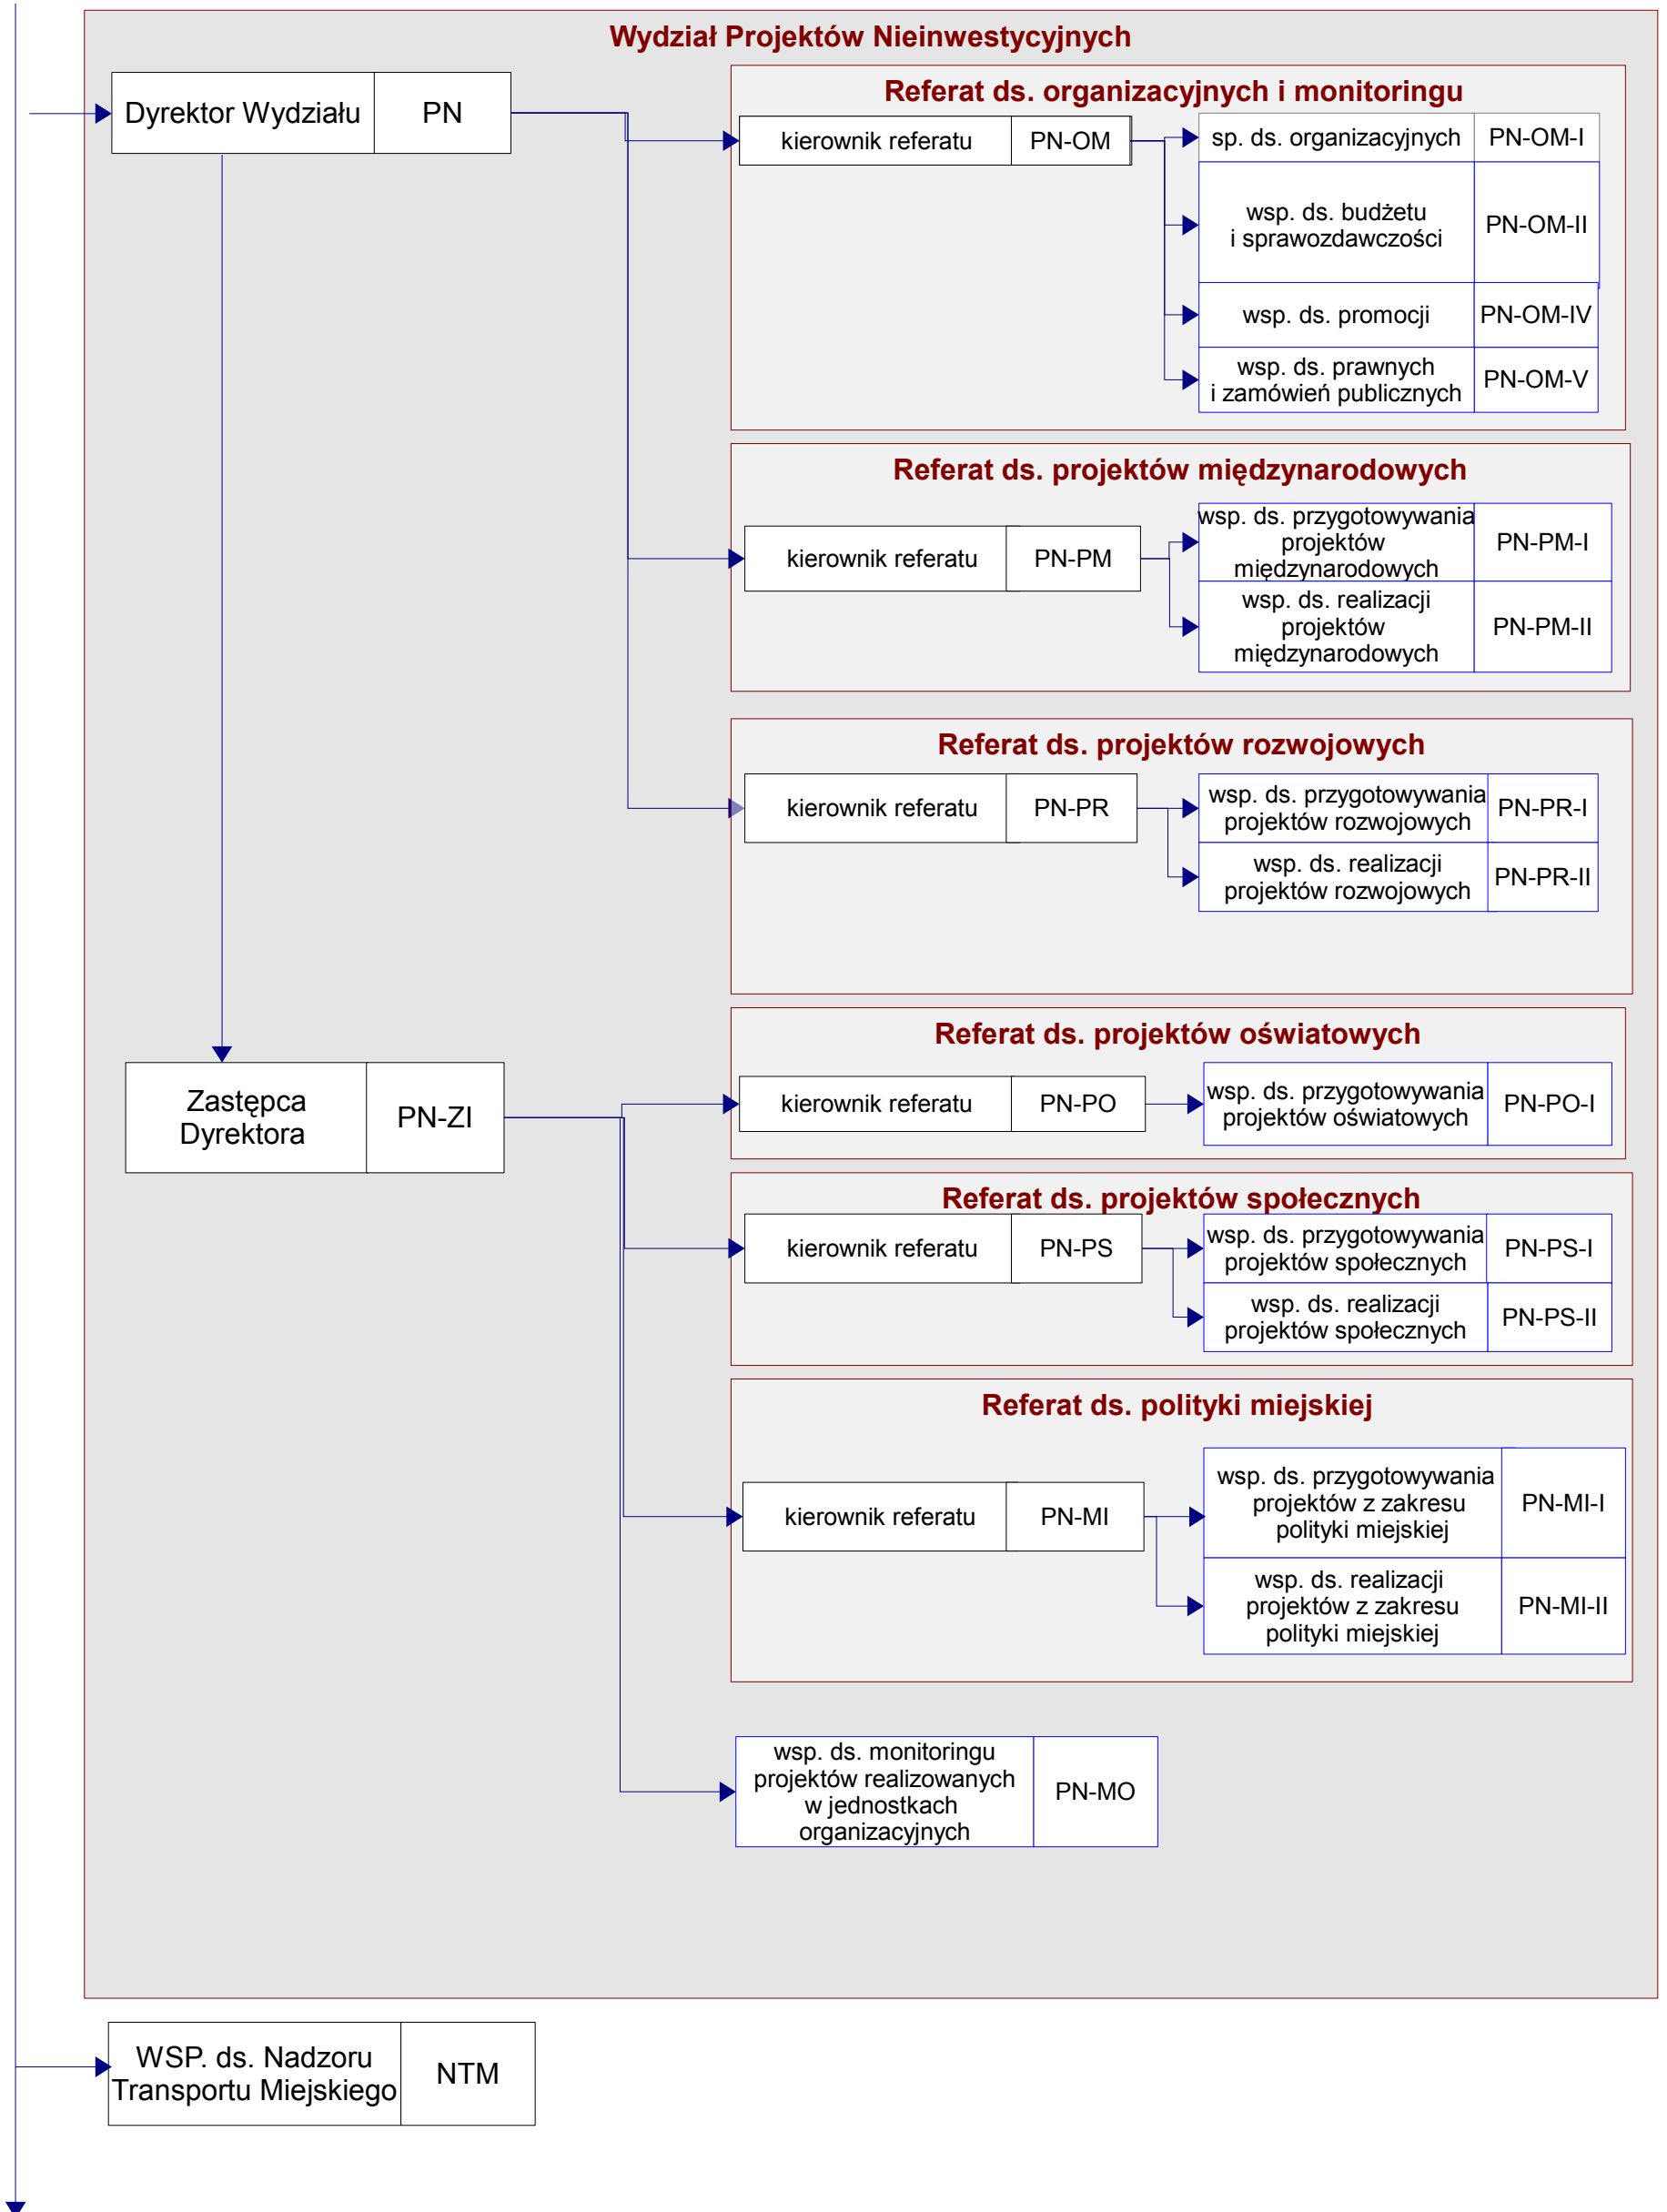 Wydział Projektów Nieinwestycyjnych
Dyrektor Wydziału
PN
Referat ds. organizacyjnych i monitoringu
kierownik referatu
PN-OM
sp. ds. organizacyjnych
PN-OM-I
wsp. ds. budżetu
i sprawozdawczości
PN-OM-II
wsp. ds. promocji
PN-OM-IV
wsp. ds. prawnych
i zamówień publicznych
PN-OM-V
Referat ds. projektów międzynarodowych
kierownik referatu
PN-PM
wsp. ds. przygotowywania
projektów
międzynarodowych
PN-PM-I
wsp. ds. realizacji
projektów
międzynarodowych
PN-PM-II
Referat ds. projektów rozwojowych
kierownik referatu
PN-PR
wsp. ds. przygotowywania
projektów rozwojowych
PN-PR-I
wsp. ds. realizacji
projektów rozwojowych
PN-PR-II
Zastępca
Dyrektora
PN-ZI
Referat ds. projektów oświatowych
kierownik referatu
PN-PO
wsp. ds. przygotowywania
projektów oświatowych
PN-PO-I
Referat ds. projektów społecznych
kierownik referatu
PN-PS
wsp. ds. przygotowywania
projektów społecznych
PN-PS-I
wsp. ds. realizacji
projektów społecznych
PN-PS-II
Referat ds. polityki miejskiej
kierownik referatu
PN-MI
wsp. ds. przygotowywania
projektów z zakresu
polityki miejskiej
PN-MI-I
wsp. ds. realizacji
projektów z zakresu
polityki miejskiej
PN-MI-II
wsp. ds. monitoringu
projektów realizowanych
w jednostkach
organizacyjnych
PN-MO
WSP. ds. Nadzoru
Transportu Miejskiego
NTM